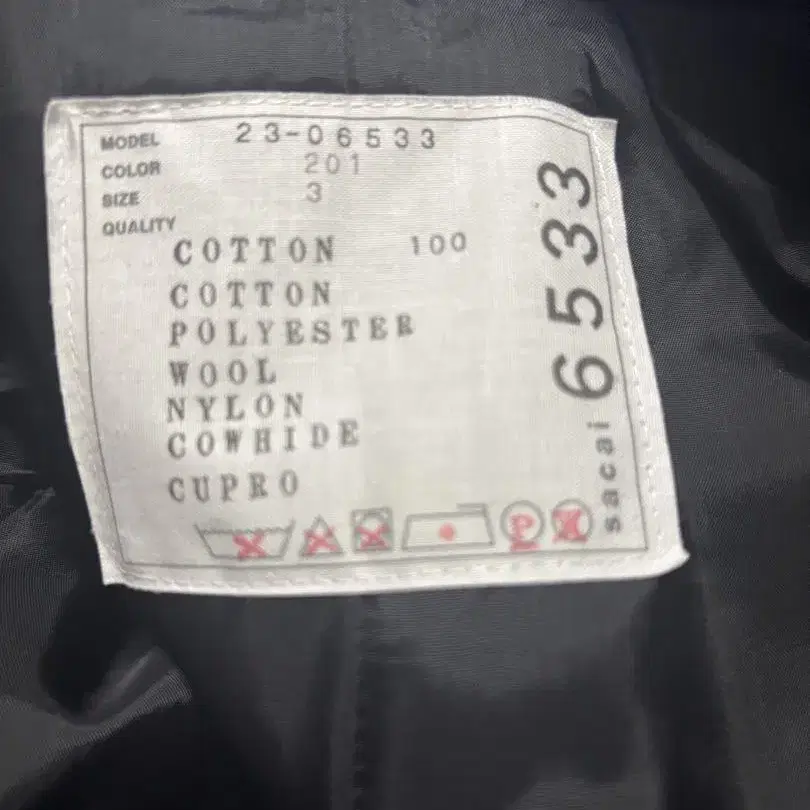 MODEL 23-06533
COLOR 201
SIZE 3
QUALITY
COTTON 100
COTTON
POLYESTER
WOOL
NYLON
COWHIDE
CUPRO
P
sacai 6533